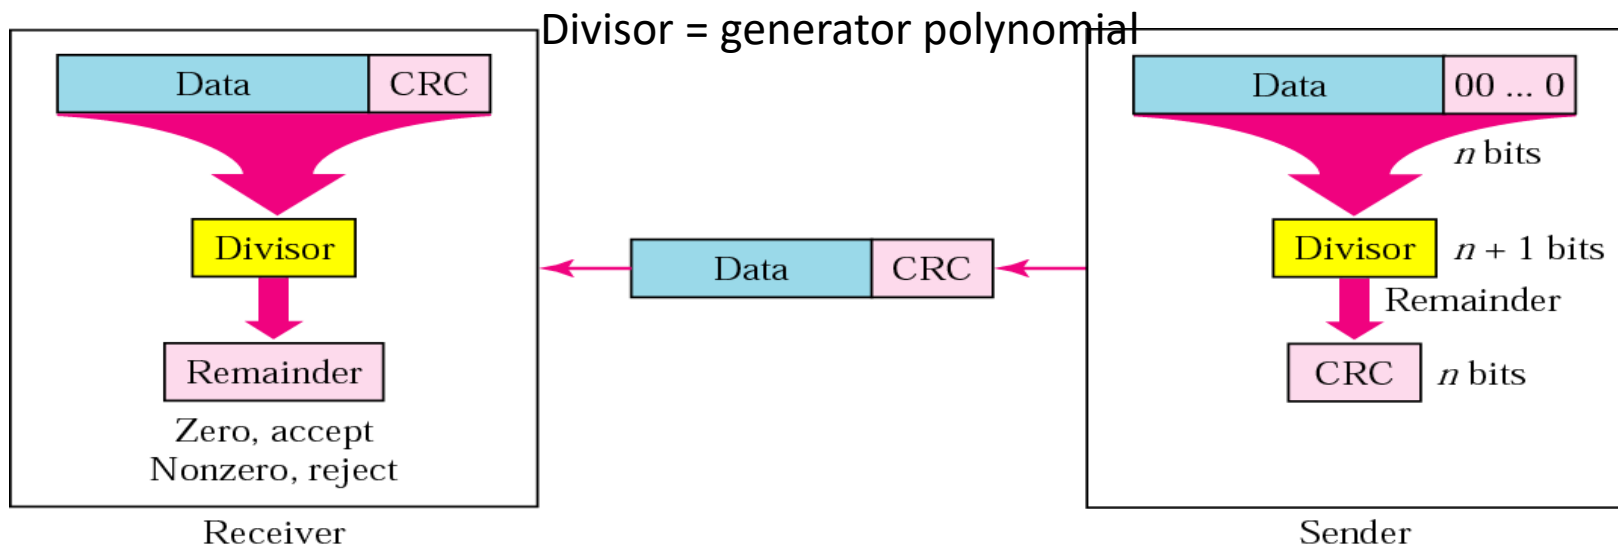 Divisor = generator polynomial
Data CRC
Divisor
Remainder
Zero, accept
Nonzero, reject
Receiver
Data CRC
Data 00 ... 0
n bits
Divisor n + 1 bits
Remainder
CRC n bits
Sender